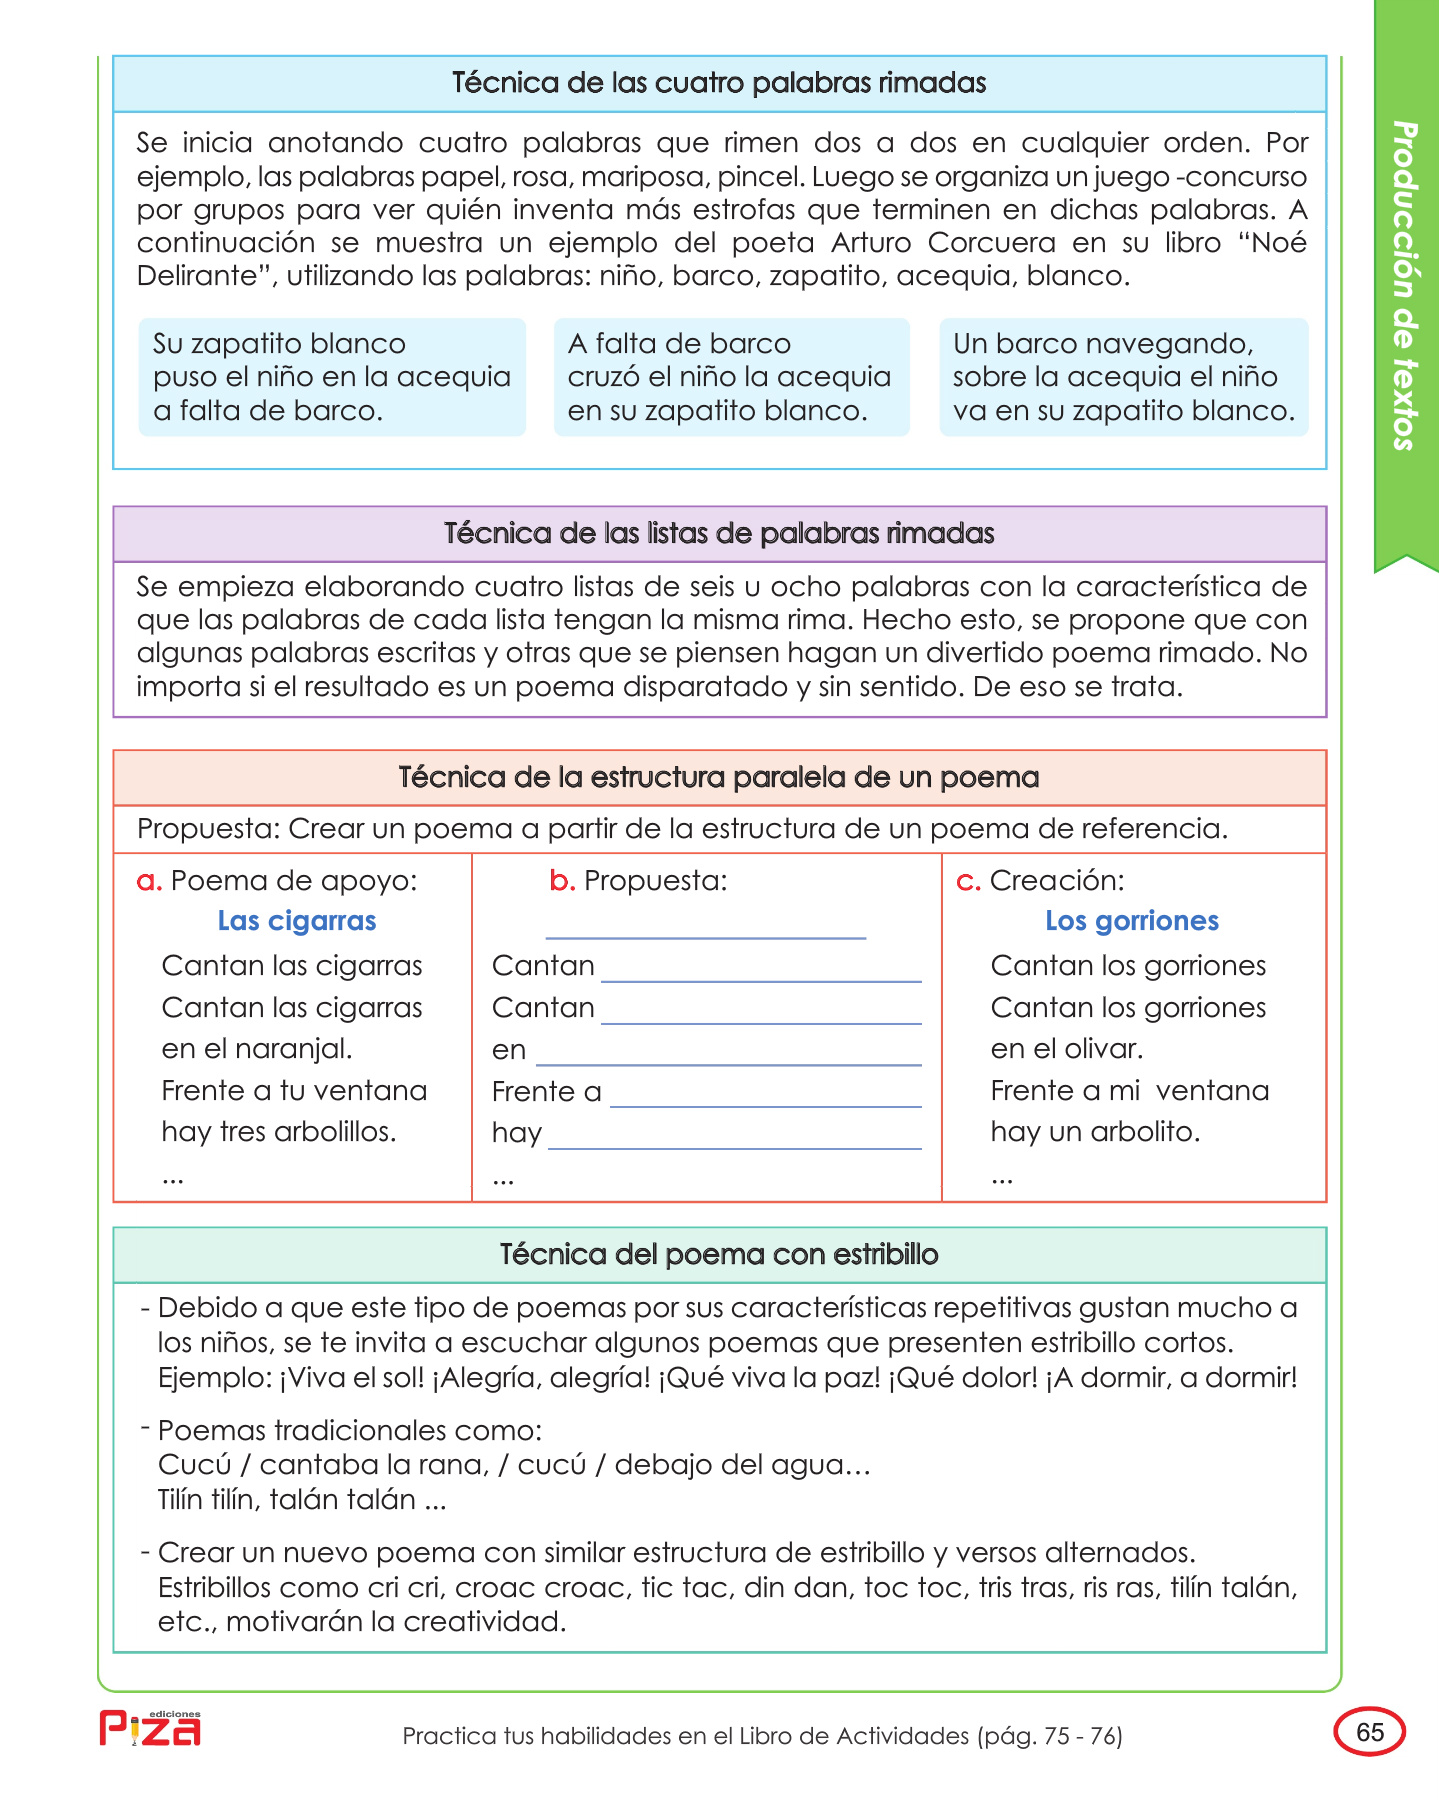 Producción de textos
Técnica de las cuatro palabras rimadas
Se inicia anotando cuatro palabras que rimen dos a dos en cualquier orden. Por
ejemplo, las palabras papel, rosa, mariposa, pincel. Luego se organiza un juego -concurso
por grupos para ver quién inventa más estrofas que terminen en dichas palabras. A
continuación se muestra un ejemplo del poeta Arturo Corcuera en su libro “Noé
Delirante”, utilizando las palabras: niño, barco, zapatito, acequia, blanco.
Su zapatito blanco
puso el niño en la acequia
a falta de barco.
A falta de barco
cruzó el niño la acequia
en su zapatito blanco.
Un barco navegando,
sobre la acequia el niño
va en su zapatito blanco.
Técnica de las listas de palabras rimadas
Se empieza elaborando cuatro listas de seis u ocho palabras con la característica de
que las palabras de cada lista tengan la misma rima. Hecho esto, se propone que con
algunas palabras escritas y otras que se piensen hagan un divertido poema rimado. No
importa si el resultado es un poema disparatado y sin sentido. De eso se trata.
Técnica de la estructura paralela de un poema
Propuesta: Crear un poema a partir de la estructura de un poema de referencia.
a. Poema de apoyo:
Las cigarras
Cantan las cigarras
Cantan las cigarras
en el naranjal.
Frente a tu ventana
hay tres arbolillos.
...
b. Propuesta:
Cantan
Cantan
en
Frente a
hay
...
c. Creación:
Los gorriones
Cantan los gorriones
Cantan los gorriones
en el olivar.
Frente a mi ventana
hay un arbolito.
...
Técnica del poema con estribillo
- Debido a que este tipo de poemas por sus características repetitivas gustan mucho a
los niños, se te invita a escuchar algunos poemas que presenten estribillo cortos.
Ejemplo: ¡Viva el sol! ¡Alegría, alegría! ¡Qué viva la paz! ¡Qué dolor! ¡A dormir, a dormir!
- Poemas tradicionales como:
Cucú / cantaba la rana, / cucú / debajo del agua...
Tilín tilín, talán talán ...
- Crear un nuevo poema con similar estructura de estribillo y versos alternados.
Estribillos como cri cri, croac croac, tic tac, din dan, toc toc, tris tras, ris ras, tilín talán,
etc., motivarán la creatividad.
ediciones
PiZA
Practica tus habilidades en el Libro de Actividades (pág. 75 - 76)
65